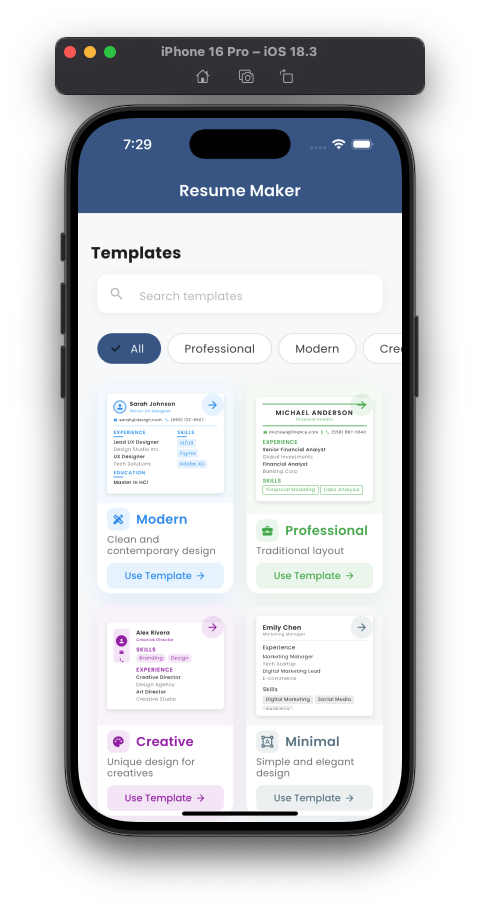 iPhone 16 Pro – iOS 18.3
7:29
Resume Maker
Templates
Search templates
All
Professional
Modern
Cre
Sarah Johnson
Senior UX Designer
sarah@design.com
(555) 123-4567
EXPERIENCE
Lead UX Designer
Design Studio Inc.
UX Designer
Tech Solutions
EDUCATION
Master in HCI
SKILLS
UI/UX
Figma
Adobe XD
Modern
Clean and
contemporary design
Use Template
MICHAEL ANDERSON
Financial Analyst
michael@finance.com |
EXPERIENCE
Senior Financial Analyst
Global Investments
Financial Analyst
Banking Corp
SKILLS
Financial Modeling
Data Analysis
Professional
Traditional layout
Use Template
Alex Rivera
Creative Director
SKILLS
Branding
Design
EXPERIENCE
Creative Director
Design Agency
Art Director
Creative Studio
Creative
Unique design for
creatives
Use Template
Emily Chen
Marketing Manager
Experience
Marketing Manager
Tech Startup
Digital Marketing Lead
E-commerce
Skills
Digital Marketing
Social Media
Minimal
Simple and elegant
design
Use Template